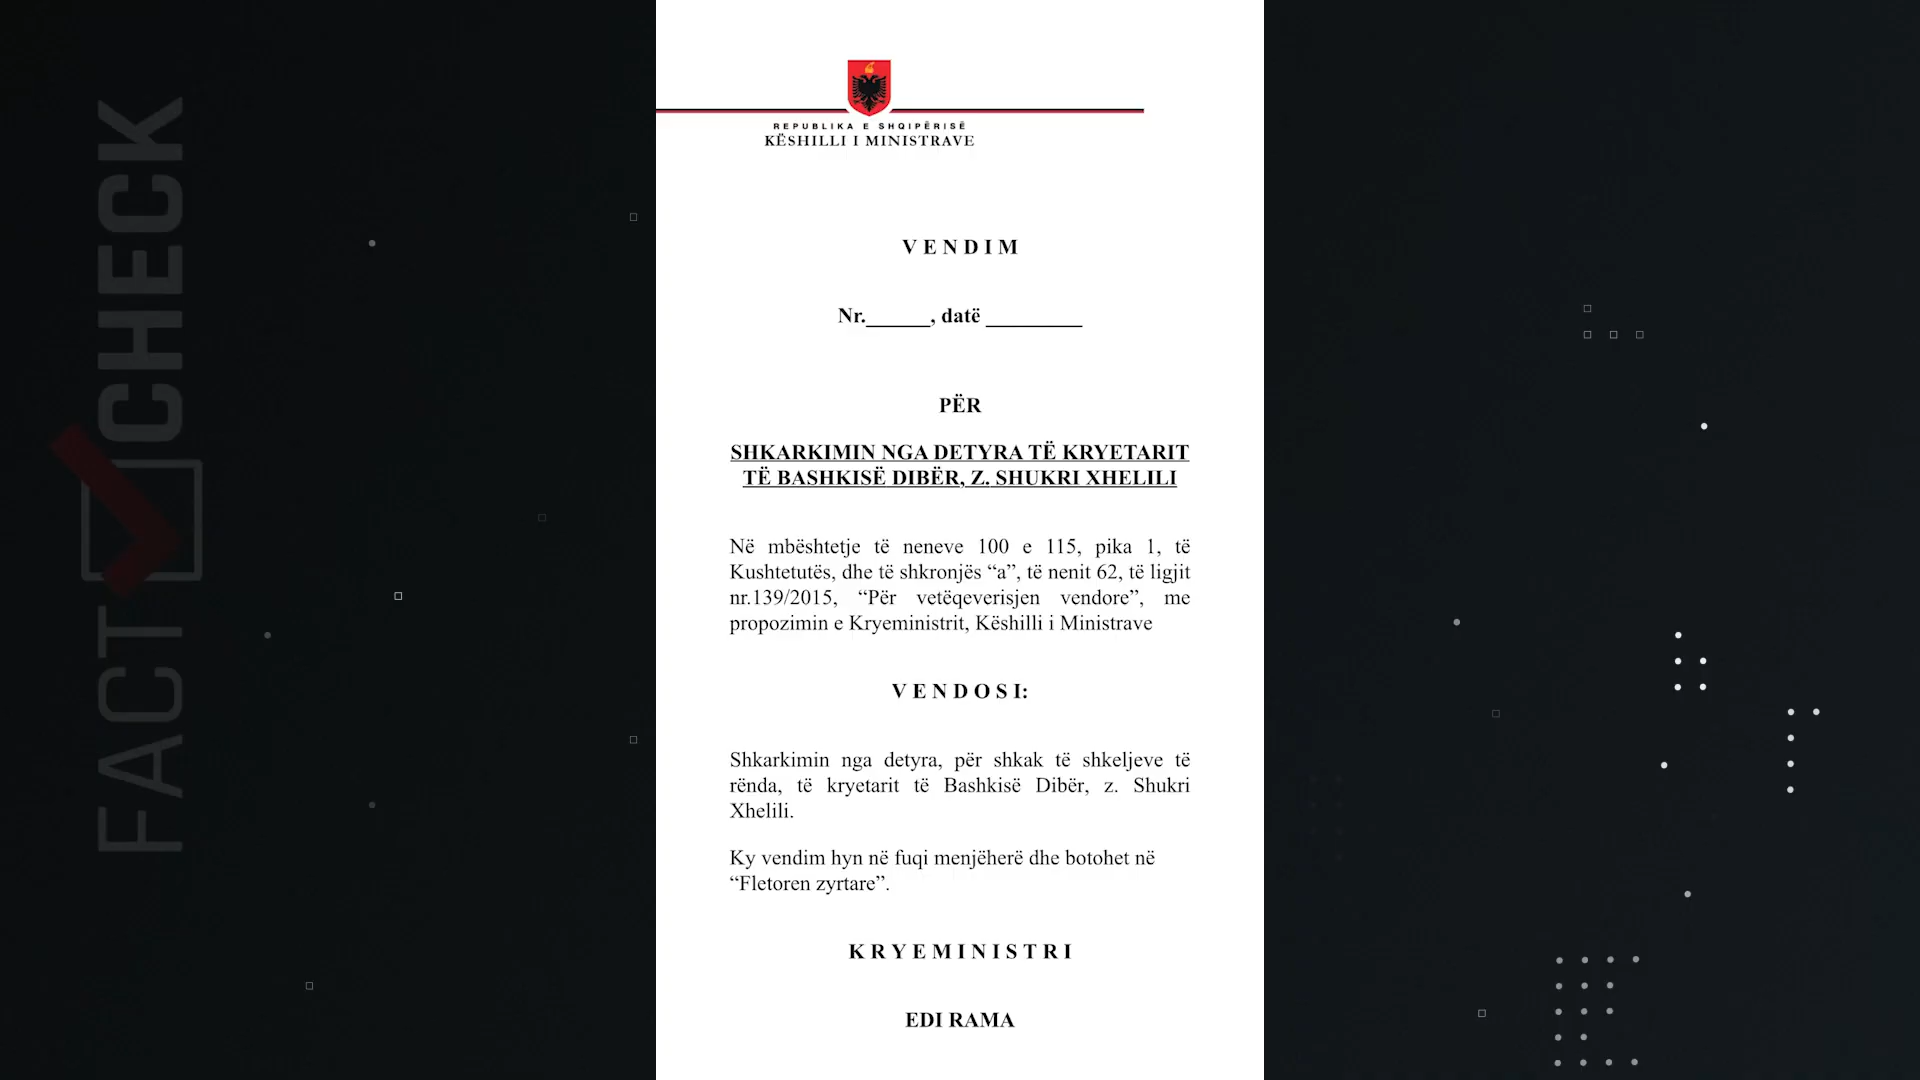 FACT CHECK
REPUBLIKA E SHQIPËRISË
KËSHILLI I MINISTRAVE
VENDIM
Nr.______, datë _________
PËR
SHKARKIMIN NGA DETYRA TË KRYETARIT
TË BASHKISË DIBËR, Z. SHUKRI XHELILI
Në mbështetje të neneve 100 e 115, pika 1, të
Kushtetutës, dhe të shkronjës “a”, të nenit 62, të ligjit
nr.139/2015, “Për vetëqeverisjen vendore”, me
propozimin e Kryeministrit, Këshilli i Ministrave
VENDOSI:
Shkarkimin nga detyra, për shkak të shkeljeve të
rënda, të kryetarit të Bashkisë Dibër, z. Shukri
Xhelili.
Ky vendim hyn në fuqi menjëherë dhe botohet në
“Fletoren zyrtare”.
KRYEMINISTRI
EDI RAMA